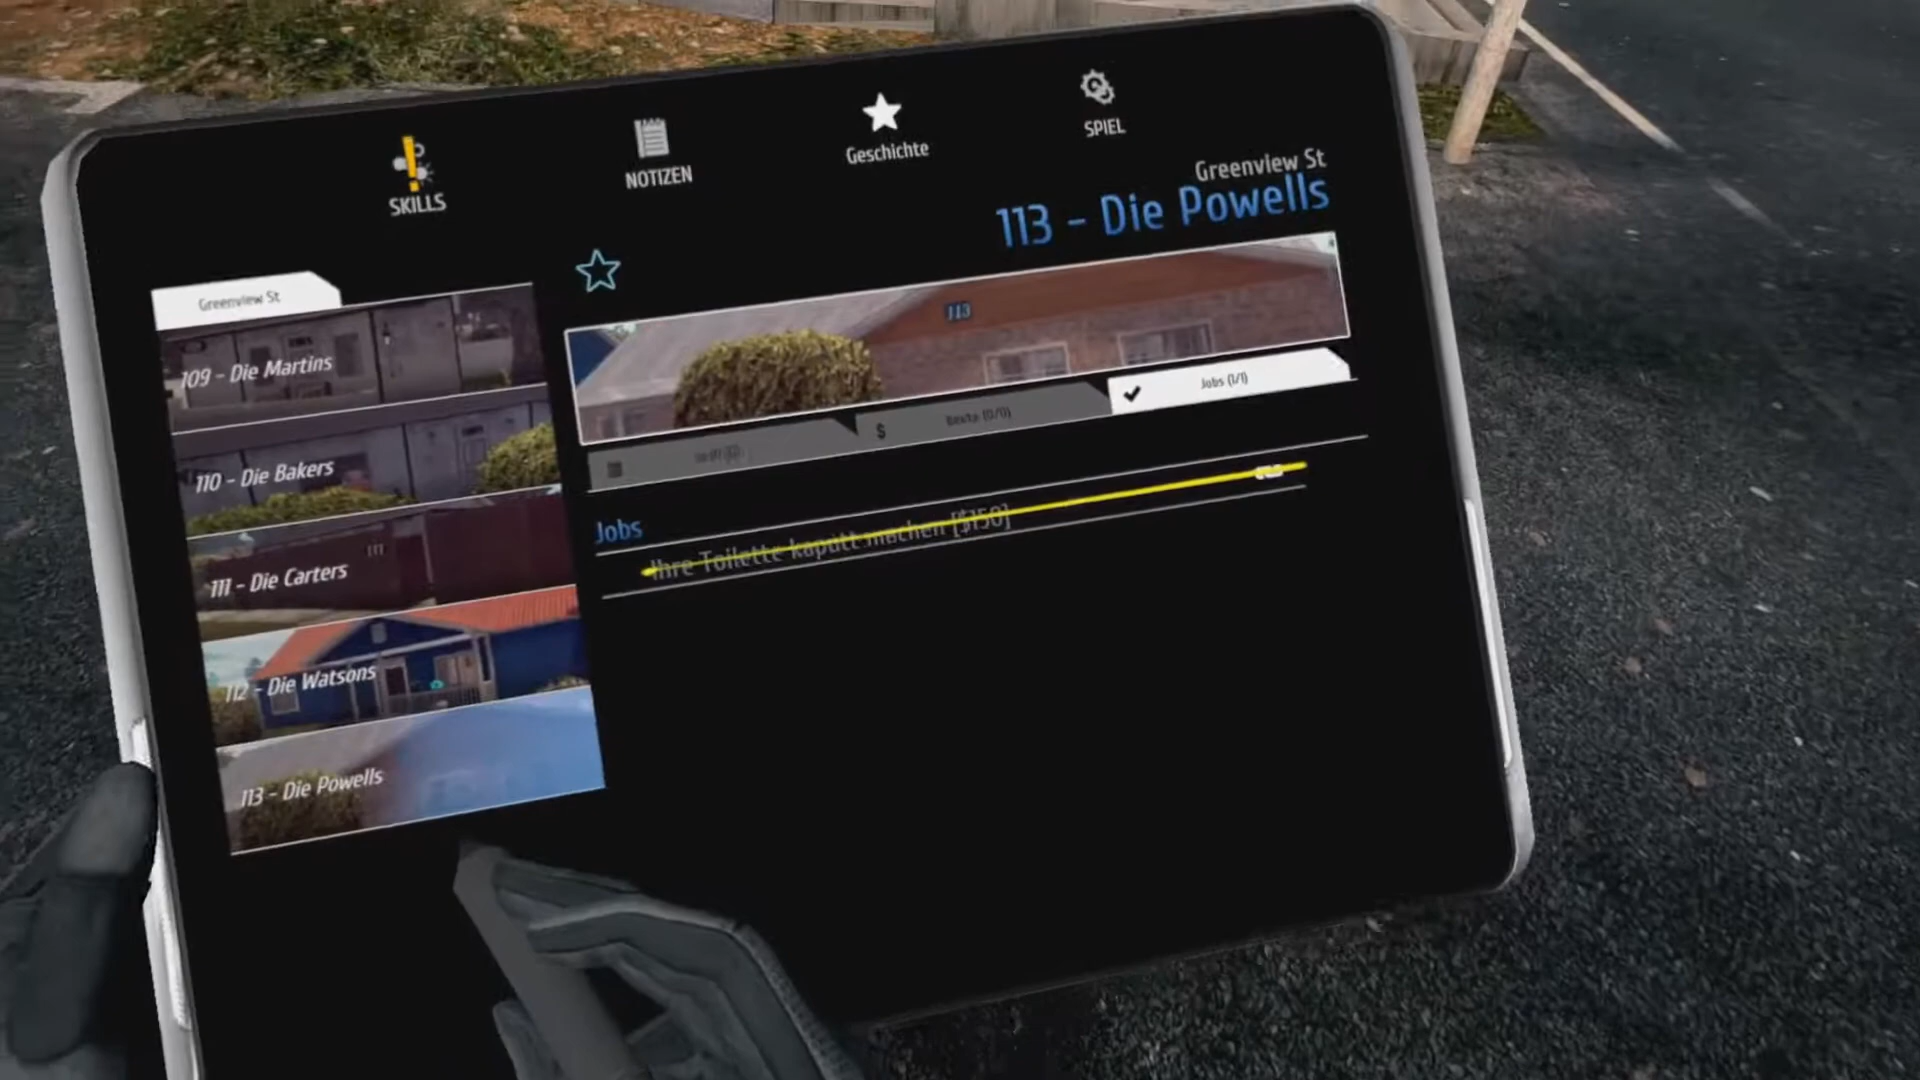 SKILLS
NOTIZEN
Geschichte
SPIEL
Greenview St
113 - Die Powells
Greenview St
109 - Die Martins
110 - Die Bakers
111
111 - Die Carters
112 - Die Watsons
113 - Die Powells
113
$
Jobs (1/1)
Jobs
Ihre Toilette kaputt machen [$150]